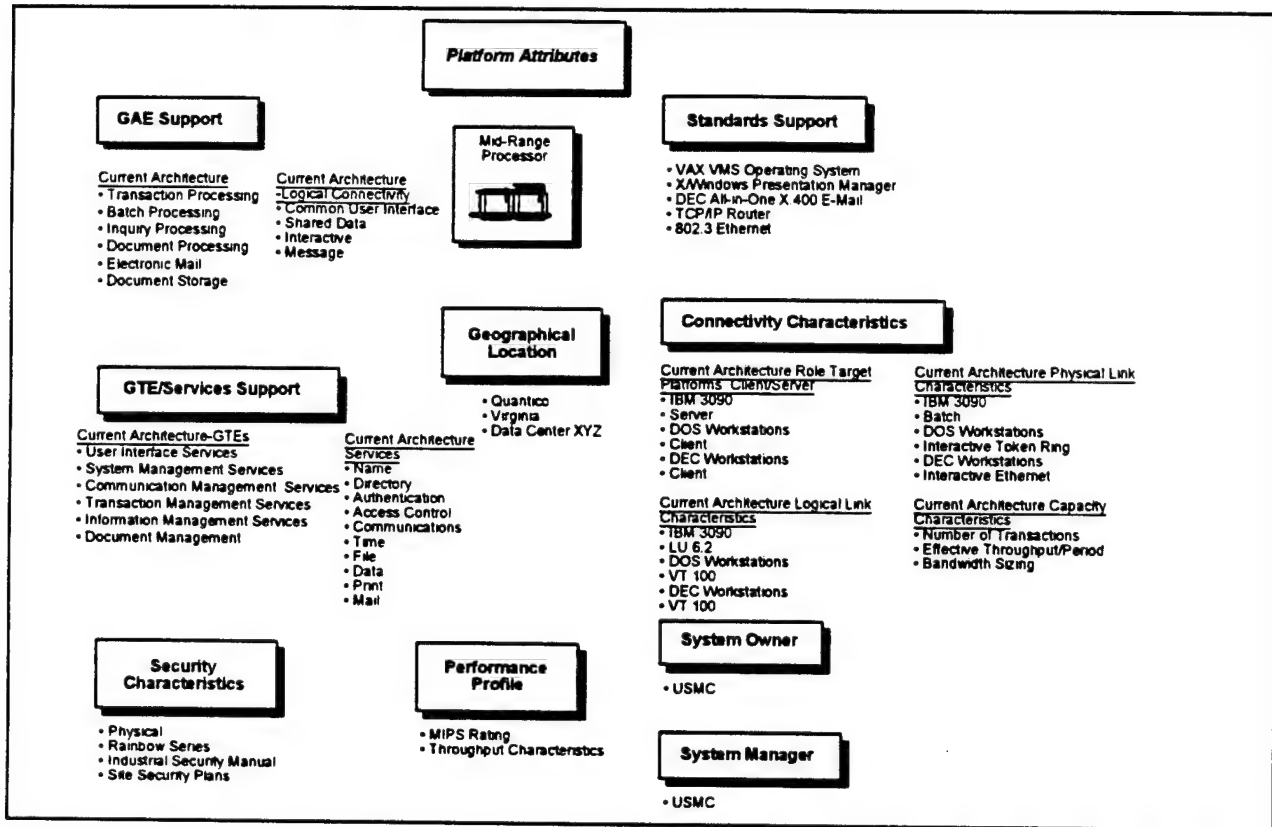 Platform Attributes
GAE Support
Current Architecture
• Transaction Processing
• Batch Processing
• Inquiry Processing
• Document Processing
• Electronic Mail
• Document Storage
Current Architecture
-Logical Connectivity
• Common User Interface
• Shared Data
• Interactive
• Message
Mid-Range
Processor
Standards Support
• VAX VMS Operating System
• X/Windows Presentation Manager
• DEC All-in-One X.400 E-Mail
• TCP/IP Router
• 802.3 Ethernet
Geographical
Location
• Quantico
• Virginia
• Data Center XYZ
GTE/Services Support
Current Architecture-GTEs
• User Interface Services
• System Management Services
• Communication Management Services
• Transaction Management Services
• Information Management Services
• Document Management
Current Architecture
Services
• Name
• Directory
• Authentication
• Access Control
• Communications
• Time
• File
• Data
• Print
• Mail
Connectivity Characteristics
Current Architecture Role Target
Platforms Client/Server
• IBM 3090
• Server
• DOS Workstations
• Client
• DEC Workstations
• Client
Current Architecture Physical Link
Characteristics
• IBM 3090
• Batch
• DOS Workstations
• Interactive Token Ring
• DEC Workstations
• Interactive Ethernet
Current Architecture Logical Link
Characteristics
• IBM 3090
• LU 6.2
• DOS Workstations
• VT 100
• DEC Workstations
• VT 100
Current Architecture Capacity
Characteristics
• Number of Transactions
• Effective Throughput/Period
• Bandwidth Sizing
Security
Characteristics
• Physical
• Rainbow Series
• Industrial Security Manual
• Site Security Plans
Performance
Profile
• MIPS Rating
• Throughput Characteristics
System Owner
• USMC
System Manager
• USMC